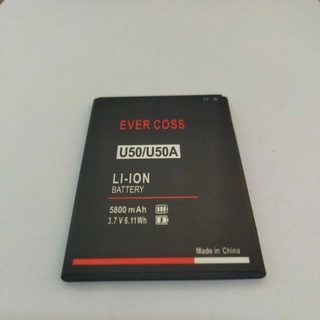 EVER COSS
U50/U50A
LI-ION
BATTERY
5800 mAh
3.7 V 6.11Wh
Made in China